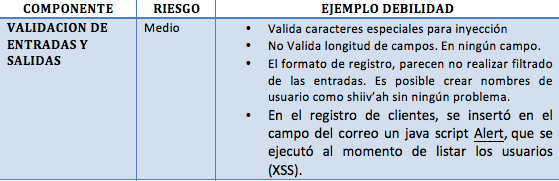 COMPONENTE RIESGO EJEMPLO DEBILIDAD
VALIDACION DE ENTRADAS Y SALIDAS
Medio
• Valida caracteres especiales para inyección
• No Valida longitud de campos. En ningún campo.
• El formato de registro, parecen no realizar filtrado
de las entradas. Es posible crear nombres de
usuario como shiiv'ah sin ningún problema.
• En el registro de clientes, se insertó en el
campo del correo un java script Alert, que se
ejecutó al momento de listar los usuarios
(XSS).